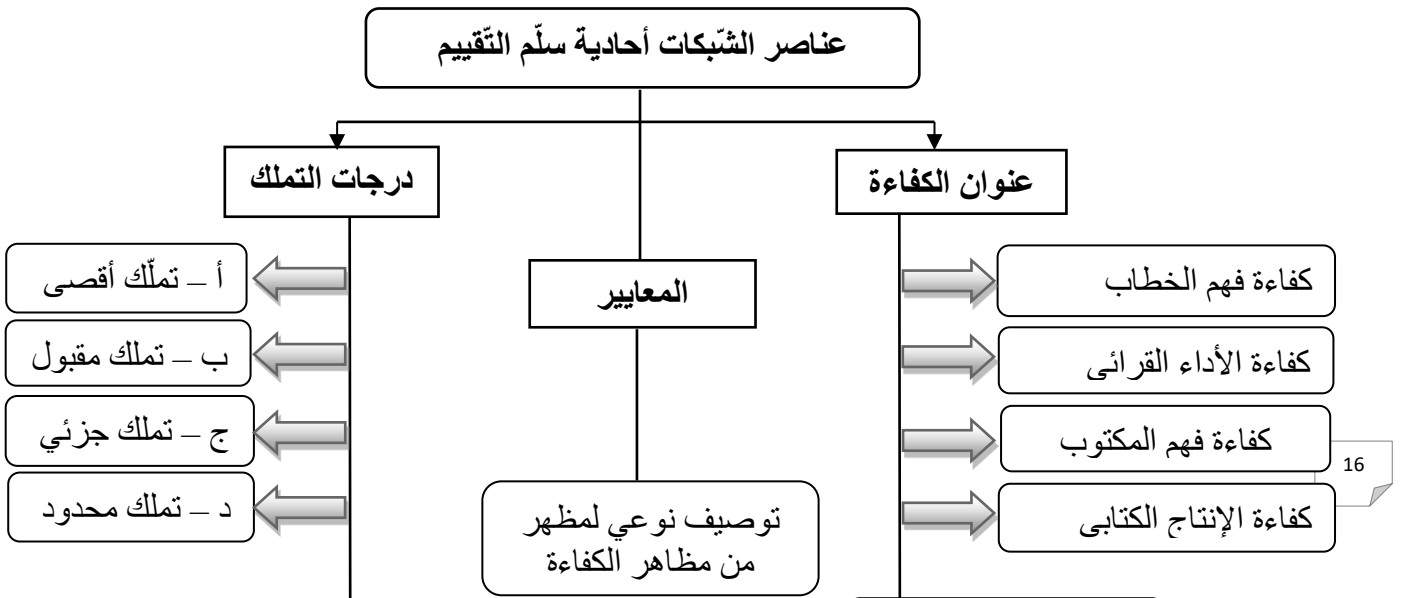 عناصر الشّبكات أحادية سلّم التّقييم
عنوان الكفاءة
درجات التملك
المعايير
كفاءة فهم الخطاب
كفاءة الأداء القرائي
كفاءة فهم المكتوب
كفاءة الإنتاج الكتابي
توصيف نوعي لمظهر
من مظاهر الكفاءة
أ – تملّك أقصى
ب – تملك مقبول
ج – تملك جزئي
د – تملك محدود
16